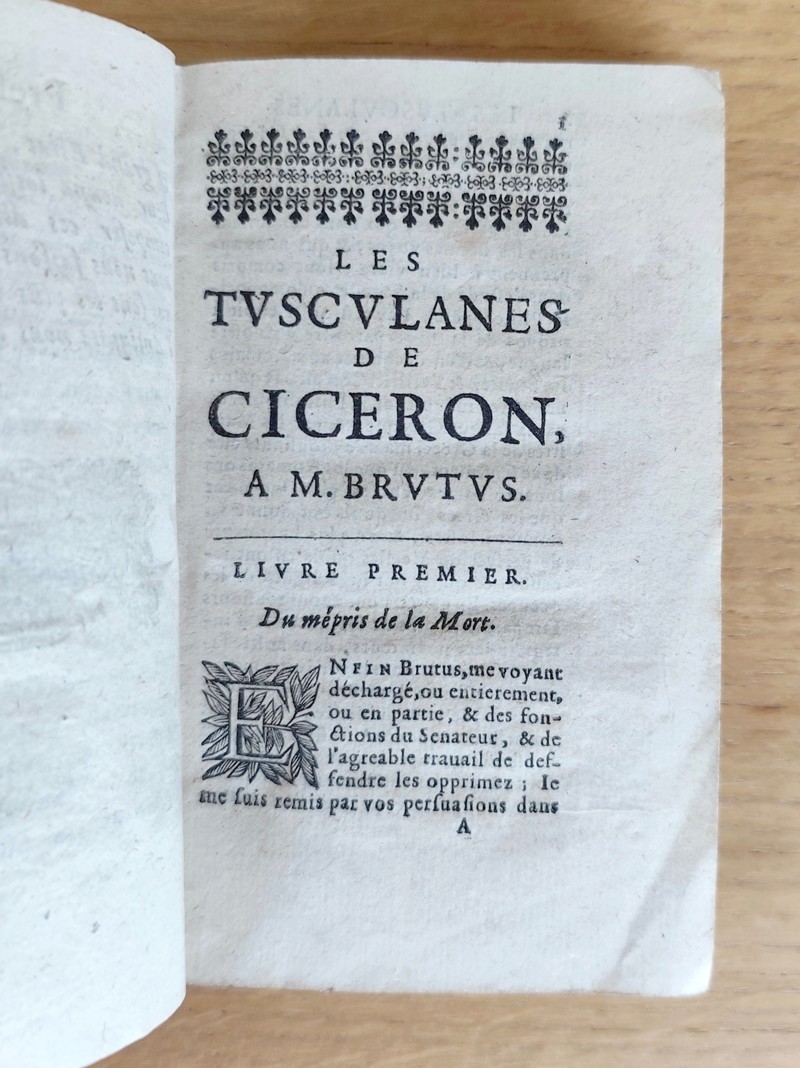 1
LES
TVSCVLANES
DE
CICERON,
A M. BRVTVS.
LIVRE PREMIER.
Du mépris de la Mort.
ENFIN Brutus, me voyant
déchargé, ou entierement,
ou en partie, & des fon-
ctions du Senateur, & de
l'agreable trauail de def-
fendre les opprimez ; Ie
me ſuis remis par vos perſuaſions dans
A